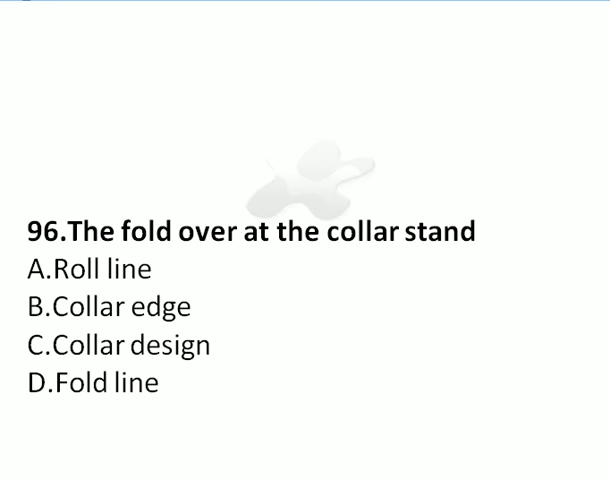 96.The fold over at the collar stand
A.Roll line
B.Collar edge
C.Collar design
D.Fold line